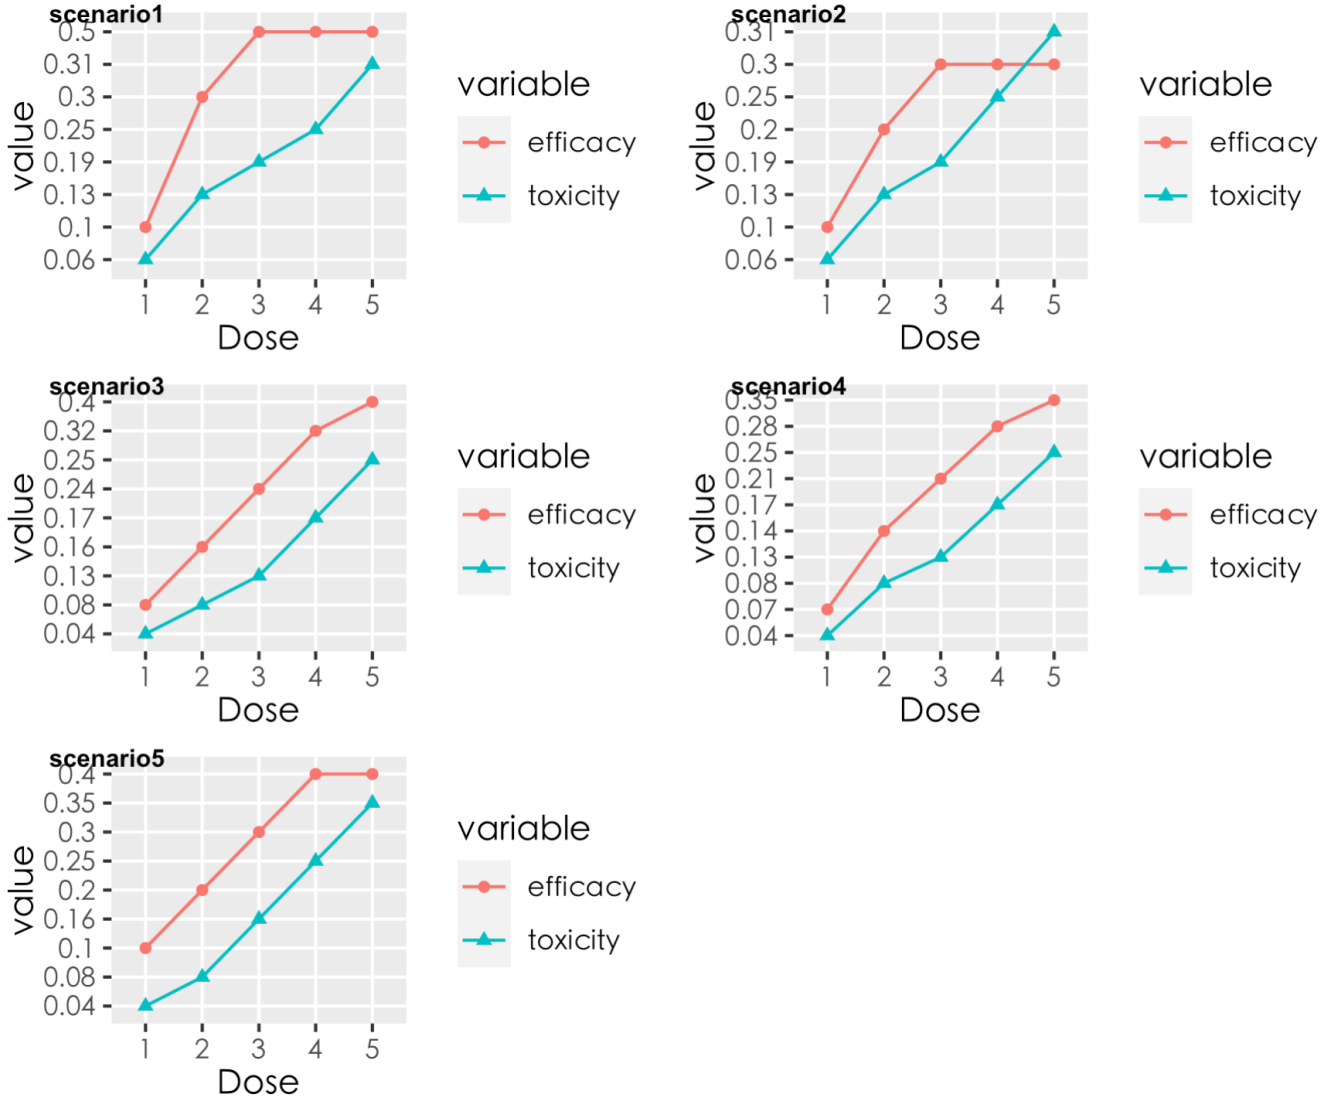 scenario1
0.5
0.31
0.3
0.25
0.19
0.13
0.1
0.06
value
1 2 3 4 5
Dose
variable
efficacy
toxicity
scenario2
0.31
0.3
0.25
0.2
0.19
0.13
0.1
0.06
value
1 2 3 4 5
Dose
variable
efficacy
toxicity
scenario3
0.4
0.32
0.25
0.24
0.17
0.16
0.13
0.08
0.04
value
1 2 3 4 5
Dose
variable
efficacy
toxicity
scenario4
0.35
0.28
0.25
0.21
0.17
0.14
0.13
0.08
0.07
0.04
value
1 2 3 4 5
Dose
variable
efficacy
toxicity
scenario5
0.4
0.35
0.3
0.25
0.2
0.16
0.1
0.08
0.04
value
1 2 3 4 5
Dose
variable
efficacy
toxicity